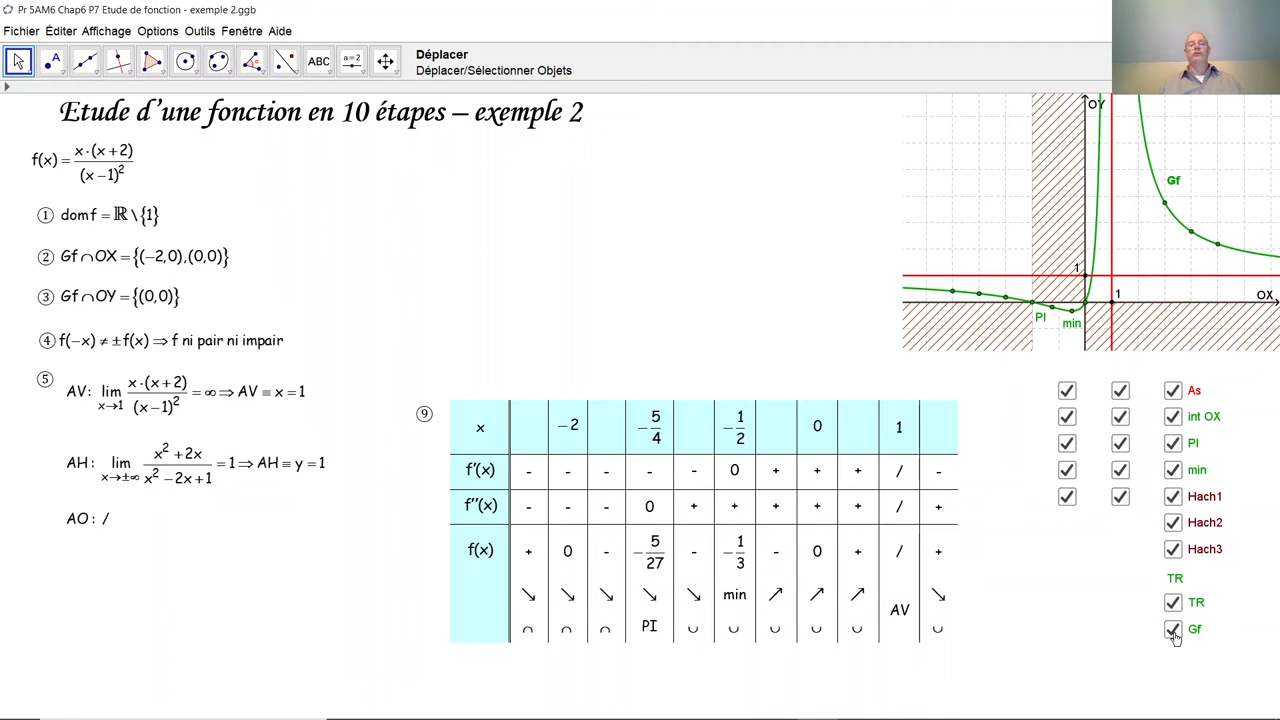 Pr 5AM6 Chap6 P7 Etude de fonction - exemple 2.ggb
Fichier Éditer Affichage Options Outils Fenêtre Aide
A ABC a=2
Déplacer
Déplacer/Sélectionner Objets
Etude d'une fonction en 10 étapes – exemple 2
f(x) = x·(x+2) / (x−1)²
① dom f = ℝ \ {1}
② Gf ∩ OX = {(−2,0),(0,0)}
③ Gf ∩ OY = {(0,0)}
④ f(−x) ≠ ± f(x) ⇒ f ni pair ni impair
⑤
AV: lim x→1 x·(x+2) / (x−1)² = ∞ ⇒ AV ≡ x = 1
AH: lim x→±∞ x² + 2x / x² − 2x + 1 = 1 ⇒ AH ≡ y = 1
AO: /
⑨
x −2 −5/4 −1/2 0 1
f'(x) - - - - - 0 + + + / -
f''(x) - - - 0 + + + + + / +
f(x) + 0 - −5/27 - −1/3 - 0 + / +
↘ ↘ ↘ ↘ ↘ min ↗ ↗ ↗ AV ↘
∩ ∩ ∩ PI ∪ ∪ ∪ ∪ ∪ ∪
OY
Gf
1
1
OX
PI
min
As
int OX
PI
min
Hach1
Hach2
Hach3
TR
TR
Gf